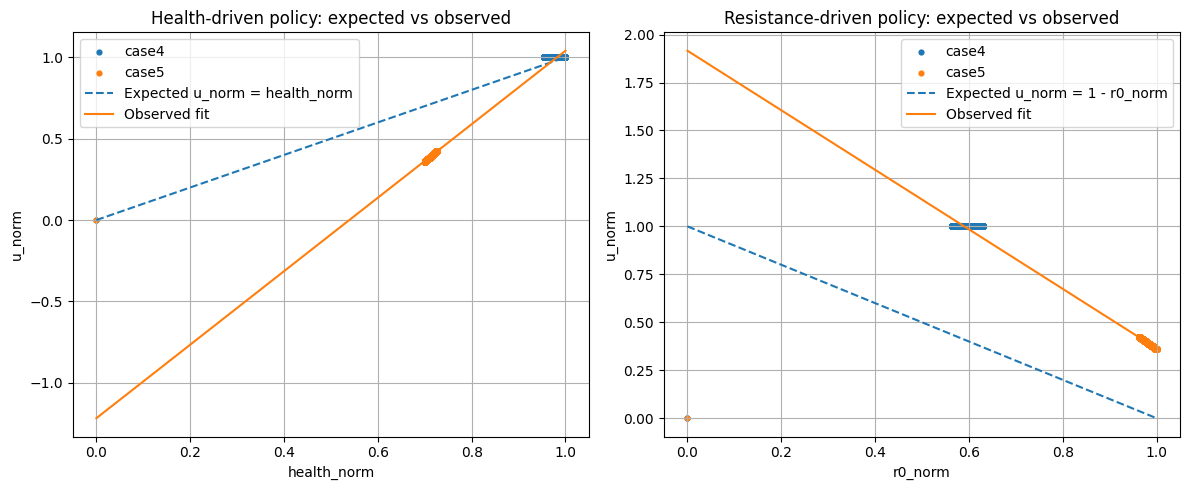 Health-driven policy: expected vs observed
case4
case5
Expected u_norm = health_norm
Observed fit
1.0
0.5
0.0
−0.5
−1.0
u_norm
0.0
0.2
0.4
0.6
0.8
1.0
health_norm
Resistance-driven policy: expected vs observed
case4
case5
Expected u_norm = 1 - r0_norm
Observed fit
2.00
1.75
1.50
1.25
1.00
0.75
0.50
0.25
0.00
u_norm
0.0
0.2
0.4
0.6
0.8
1.0
r0_norm